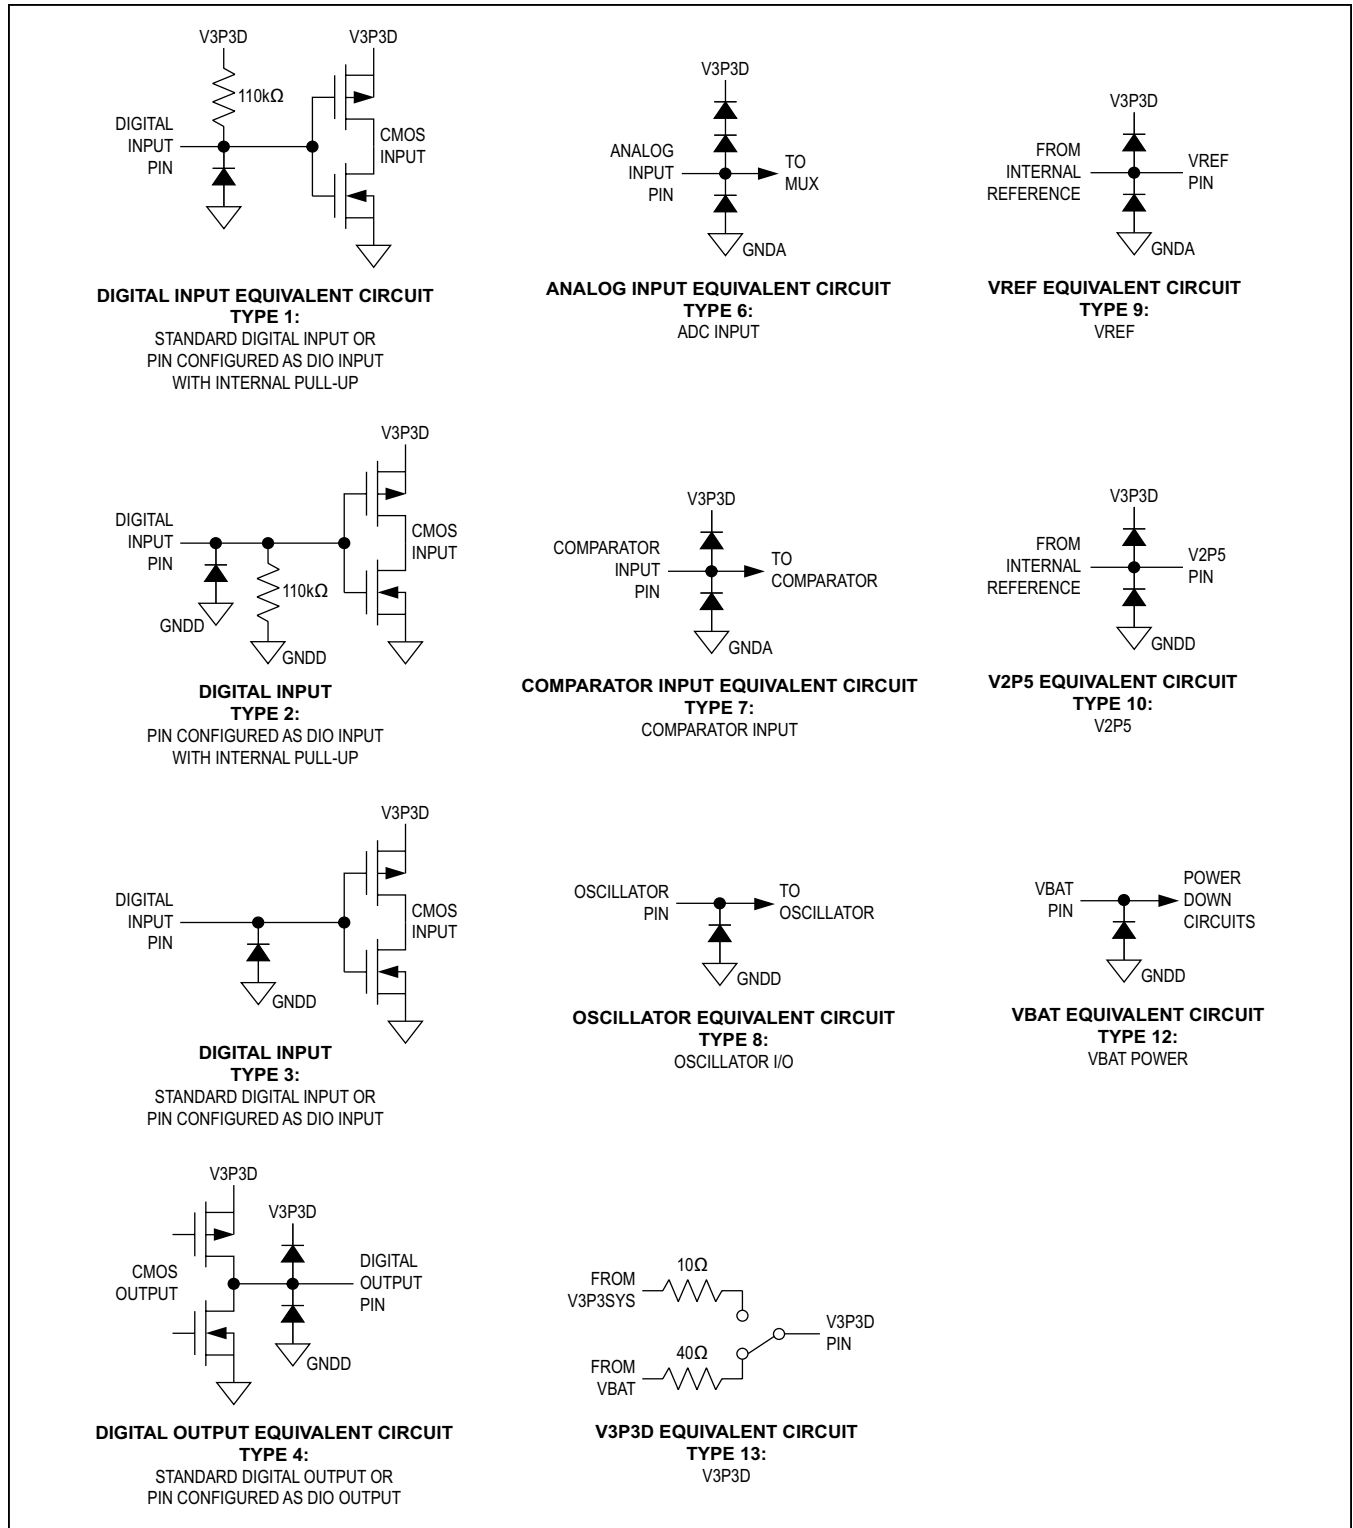 V3P3D
V3P3D
110kΩ
DIGITAL
INPUT
PIN
CMOS
INPUT
DIGITAL INPUT EQUIVALENT CIRCUIT
TYPE 1:
STANDARD DIGITAL INPUT OR
PIN CONFIGURED AS DIO INPUT
WITH INTERNAL PULL-UP
V3P3D
ANALOG
INPUT
PIN
TO
MUX
GNDA
ANALOG INPUT EQUIVALENT CIRCUIT
TYPE 6:
ADC INPUT
V3P3D
FROM
INTERNAL
REFERENCE
VREF
PIN
GNDA
VREF EQUIVALENT CIRCUIT
TYPE 9:
VREF
V3P3D
DIGITAL
INPUT
PIN
CMOS
INPUT
110kΩ
GNDD
GNDD
DIGITAL INPUT
TYPE 2:
PIN CONFIGURED AS DIO INPUT
WITH INTERNAL PULL-UP
V3P3D
COMPARATOR
INPUT
PIN
TO
COMPARATOR
GNDA
COMPARATOR INPUT EQUIVALENT CIRCUIT
TYPE 7:
COMPARATOR INPUT
V3P3D
FROM
INTERNAL
REFERENCE
V2P5
PIN
GNDD
V2P5 EQUIVALENT CIRCUIT
TYPE 10:
V2P5
V3P3D
DIGITAL
INPUT
PIN
CMOS
INPUT
GNDD
DIGITAL INPUT
TYPE 3:
STANDARD DIGITAL INPUT OR
PIN CONFIGURED AS DIO INPUT
OSCILLATOR
PIN
TO
OSCILLATOR
GNDD
OSCILLATOR EQUIVALENT CIRCUIT
TYPE 8:
OSCILLATOR I/O
VBAT
PIN
POWER
DOWN
CIRCUITS
GNDD
VBAT EQUIVALENT CIRCUIT
TYPE 12:
VBAT POWER
V3P3D
V3P3D
CMOS
OUTPUT
DIGITAL
OUTPUT
PIN
GNDD
DIGITAL OUTPUT EQUIVALENT CIRCUIT
TYPE 4:
STANDARD DIGITAL OUTPUT OR
PIN CONFIGURED AS DIO OUTPUT
10Ω
FROM
V3P3SYS
V3P3D
PIN
40Ω
FROM
VBAT
V3P3D EQUIVALENT CIRCUIT
TYPE 13:
V3P3D